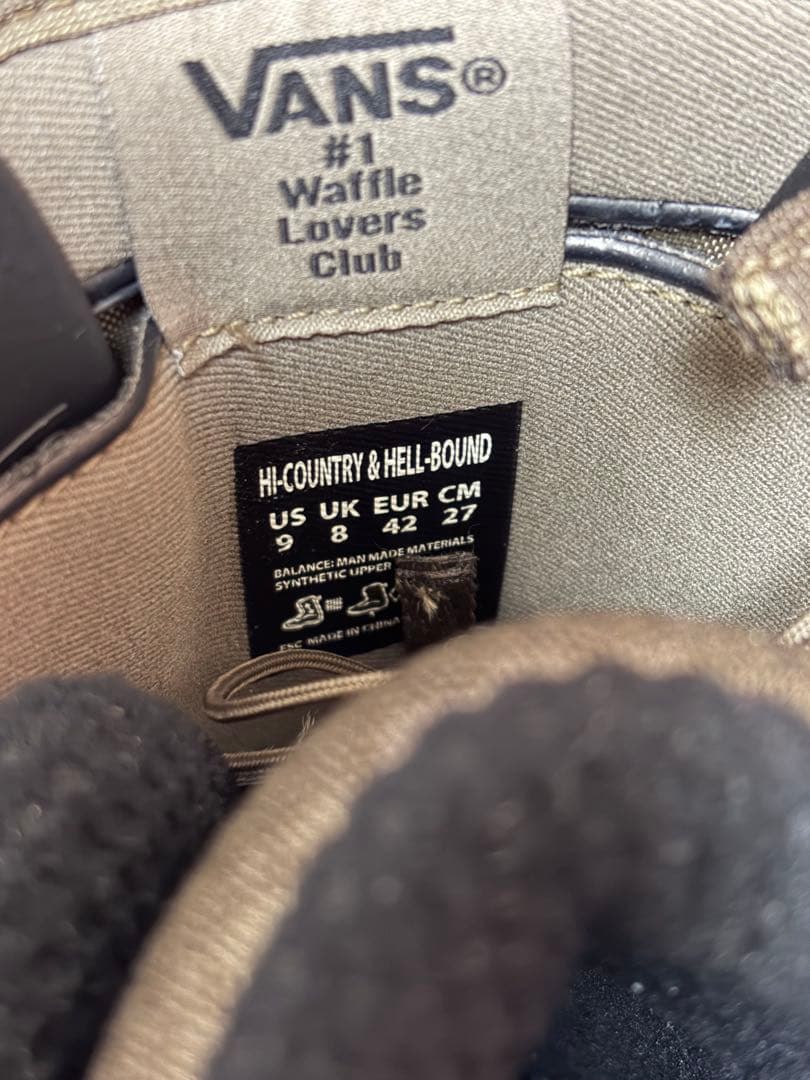 VANS®
#1
Waffle
Lovers
Club
HI-COUNTRY & HELL-BOUND
US UK EUR CM
9 8 42 27
BALANCE: MAN MADE MATERIALS
SYNTHETIC UPPER
ESC MADE IN CHINA